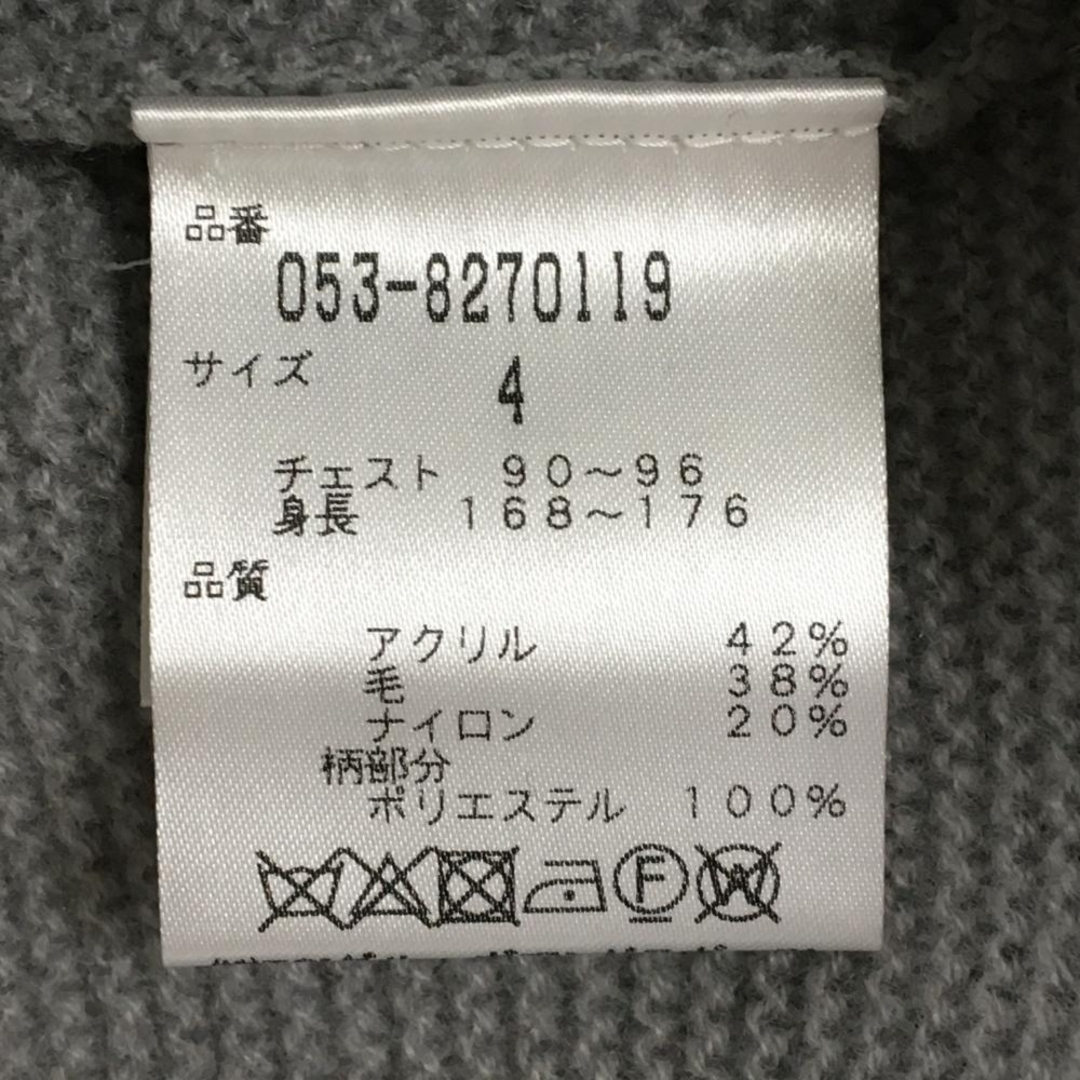 品番
053-8270119
サイズ 4
チェスト 90～96
身長 168～176
品質
アクリル 42%
毛 38%
ナイロン 20%
柄部分
ポリエステル 100%
F W